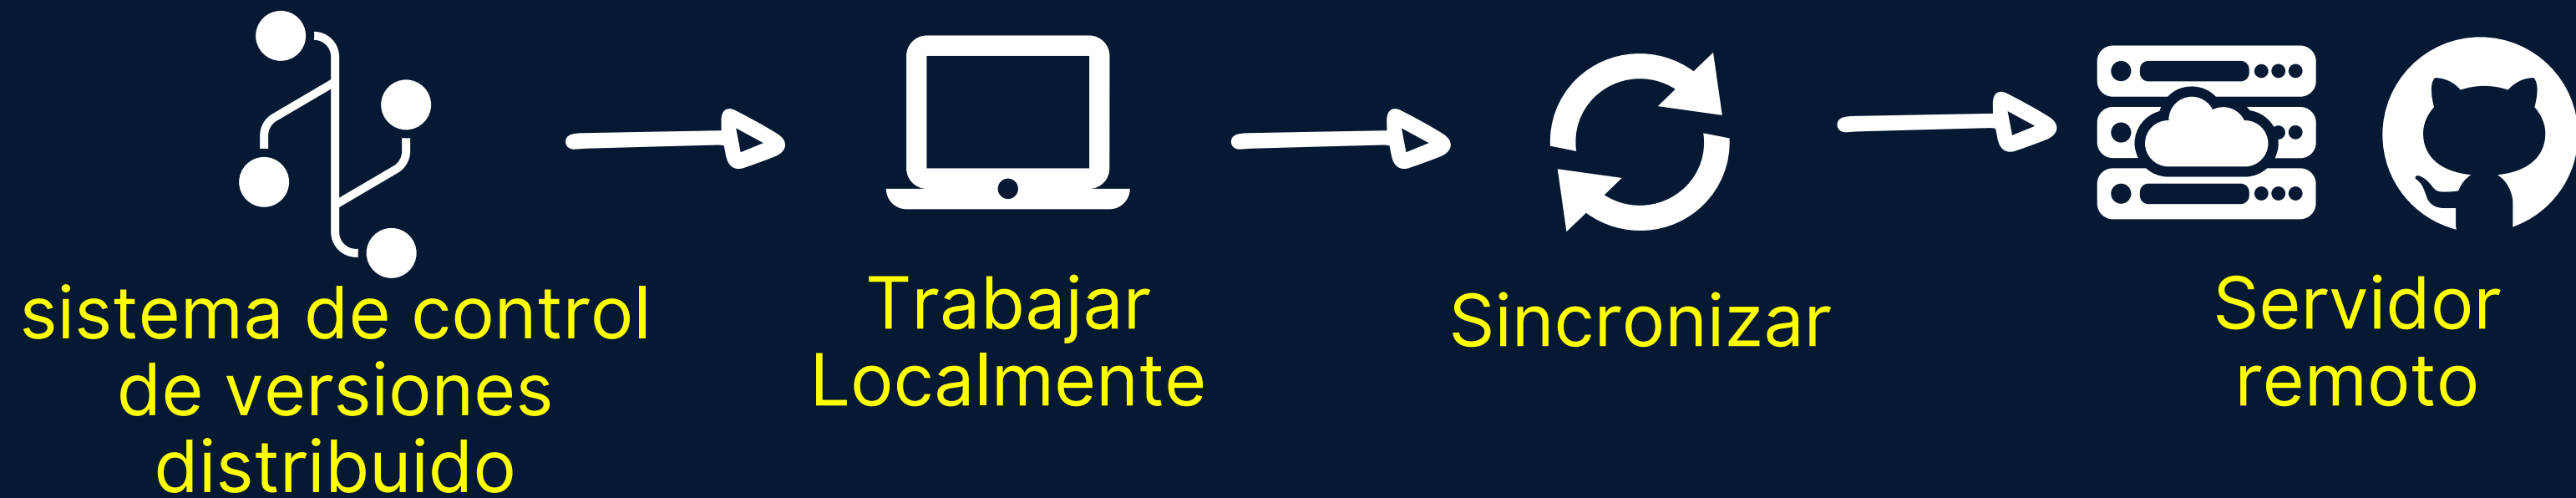 sistema de control
de versiones
distribuido
Trabajar
Localmente
Sincronizar
Servidor
remoto